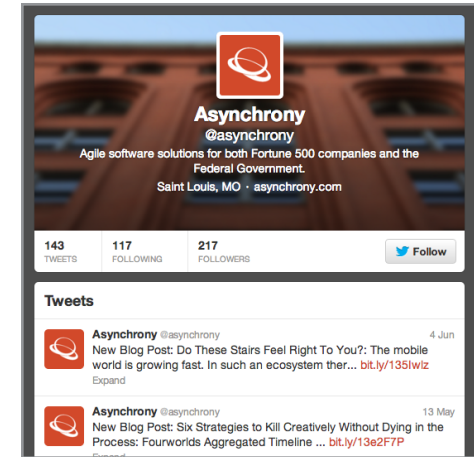 Asynchrony
@asynchrony
Agile software solutions for both Fortune 500 companies and the
Federal Government.
Saint Louis, MO · asynchrony.com
143 117 217
TWEETS FOLLOWING FOLLOWERS
Follow
Tweets
Asynchrony @asynchrony 4 Jun
New Blog Post: Do These Stairs Feel Right To You?: The mobile
world is growing fast. In such an ecosystem ther... bit.ly/135Iwlz
Expand
Asynchrony @asynchrony 13 May
New Blog Post: Six Strategies to Kill Creatively Without Dying in the
Process: Fourworlds Aggregated Timeline ... bit.ly/13e2F7P
Expand